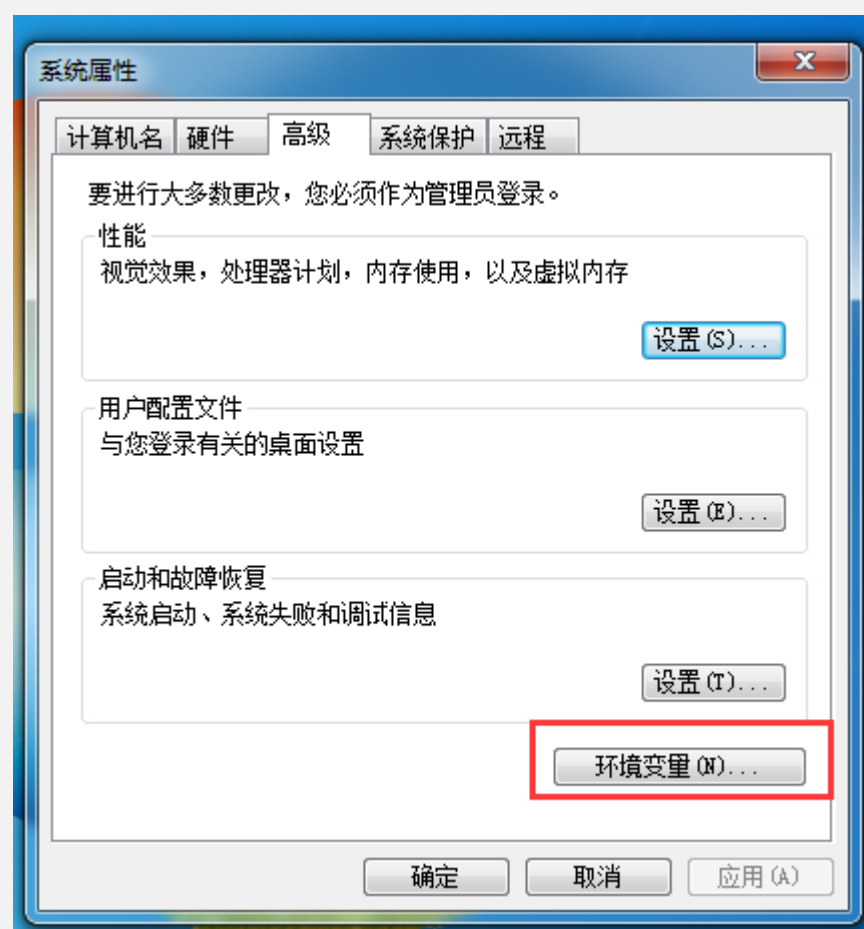 系统属性
计算机名 硬件 高级 系统保护 远程
要进行大多数更改，您必须作为管理员登录。
性能
视觉效果，处理器计划，内存使用，以及虚拟内存
设置(S)...
用户配置文件
与您登录有关的桌面设置
设置(E)...
启动和故障恢复
系统启动、系统失败和调试信息
设置(T)...
环境变量(N)...
确定 取消 应用(A)